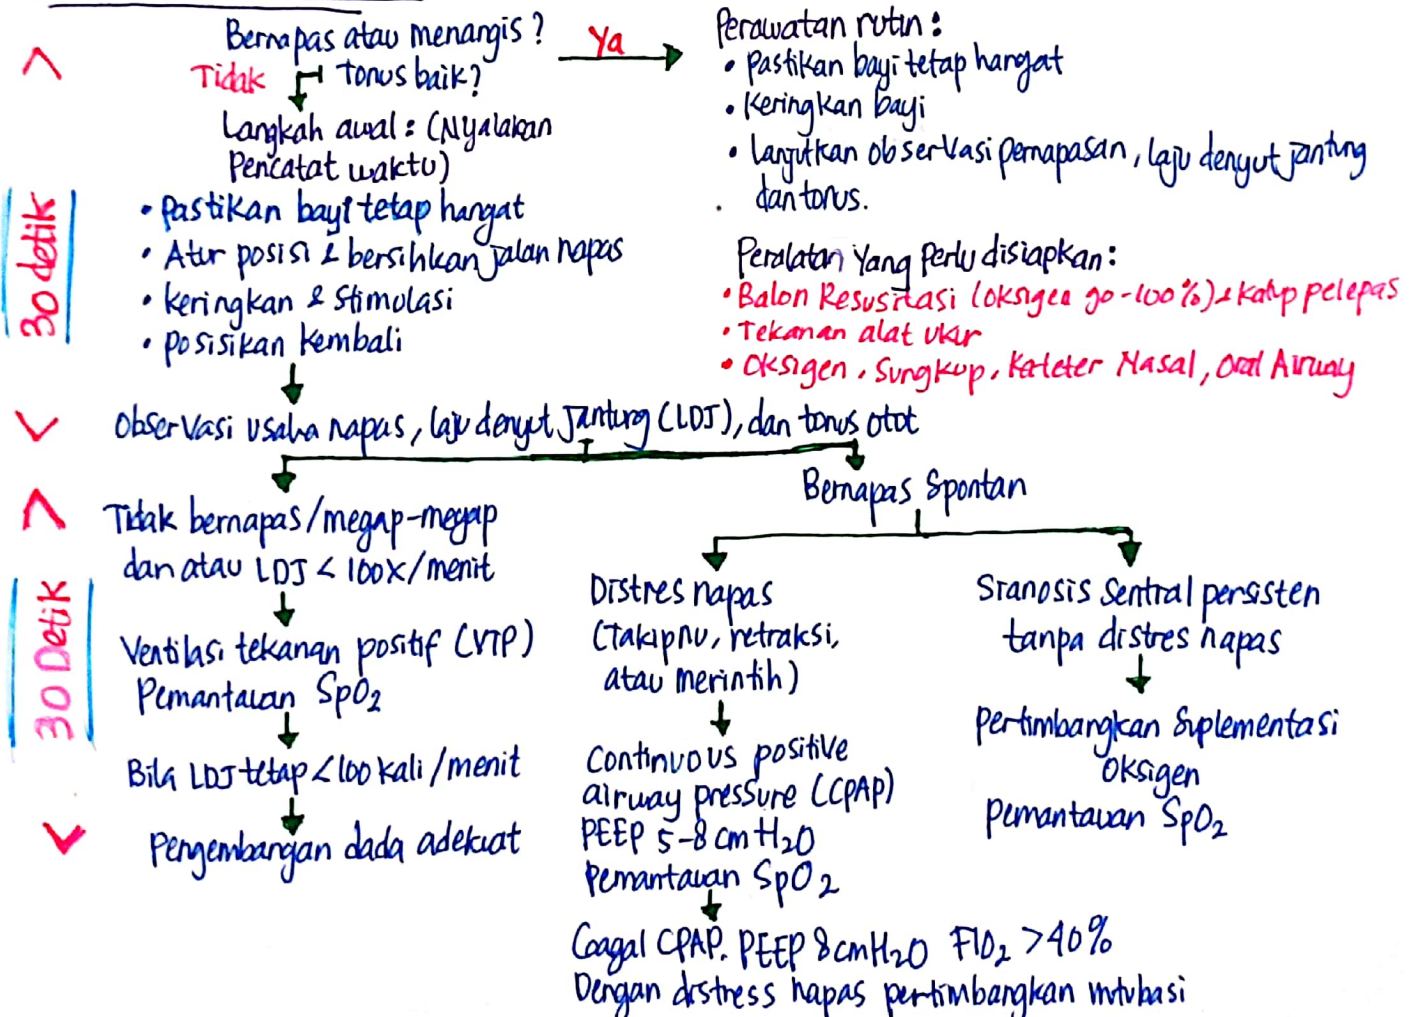 Bernapas atau menangis?
Tonus baik?
Ya
Tidak
Langkah awal: (Nyalakan
Pencatat waktu)
• Pastikan bayi tetap hangat
• Atur posisi & bersihkan jalan napas
• Keringkan & Stimulasi
• Posisikan Kembali
30 detik
Perawatan rutin:
• Pastikan bayi tetap hangat
• Keringkan bayi
• Lanjutkan observasi pernapasan, laju denyut jantung
dan tonus.
Peralatan Yang Perlu disiapkan:
• Balon Resusitasi (oksigen 90-100%) & Katup pelepas
• Tekanan alat ukur
• Oksigen, Sungkup, Kateter Nasal, Oral Airway
Observasi usaha napas, laju denyut Jantung (LDJ), dan tonus otot
Tidak bernapas/megap-megap
dan atau LDJ < 100x/menit
Ventilasi tekanan positif (VTP)
Pemantauan SpO2
Bila LDJ tetap <100 kali/menit
Pengembangan dada adekuat
30 Detik
Bernapas Spontan
Distres napas
(Takipnu, retraksi,
atau merintih)
Continuous positive
airway pressure (CPAP)
PEEP 5-8 cm H2O
Pemantauan SpO2
Gagal CPAP. PEEP 8 cmH2O FIO2 >40%
Dengan distress napas pertimbangkan intubasi
Sianosis Sentral persisten
tanpa distres napas
Pertimbangkan Suplementasi
Oksigen
Pemantauan SpO2